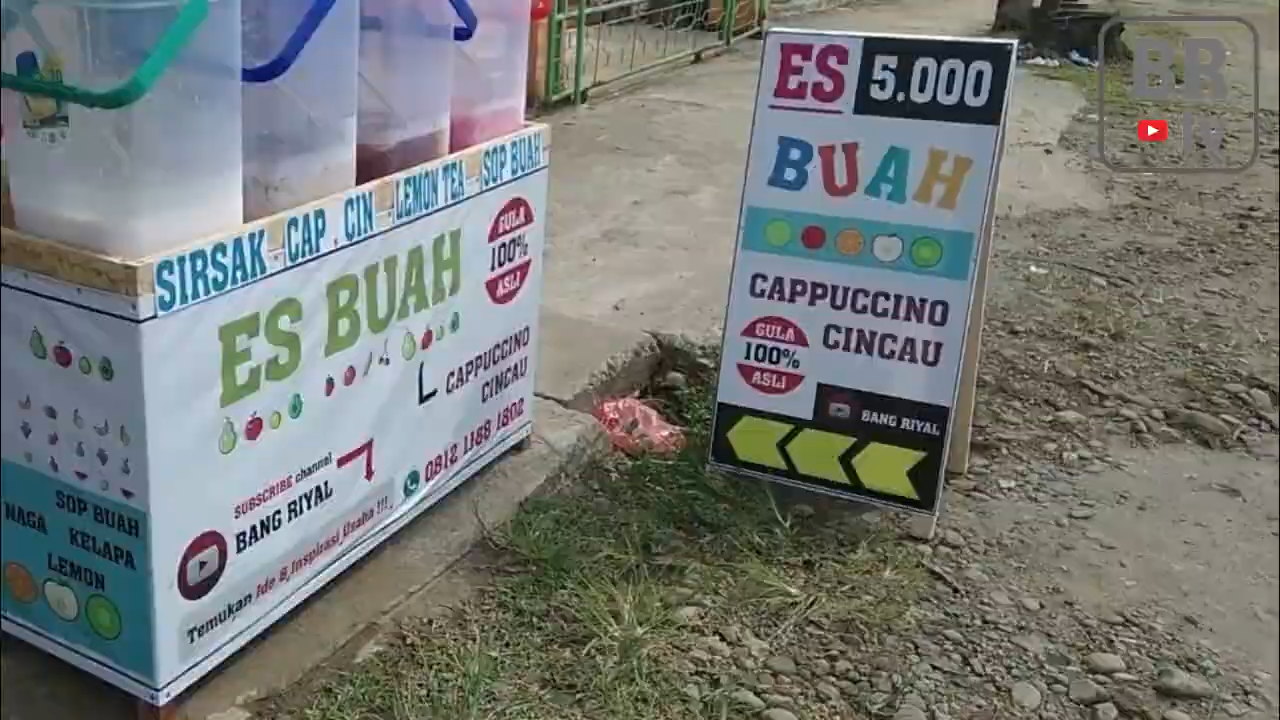 SIRSAK - CAP . CIN - LEMON TEA - SOP BUAH
ES BUAH
GULA
100%
ASLI
CAPPUCCINO
CINCAU
SUBSCRIBE channel
BANG RIYAL
0812 1188 1802
Temukan Ide & Inspirasi Usaha !!!
SOP BUAH
NAGA KELAPA
LEMON
ES 5.000
BUAH
CAPPUCCINO
CINCAU
GULA
100%
ASLI
BANG RIYAL
BR
TV